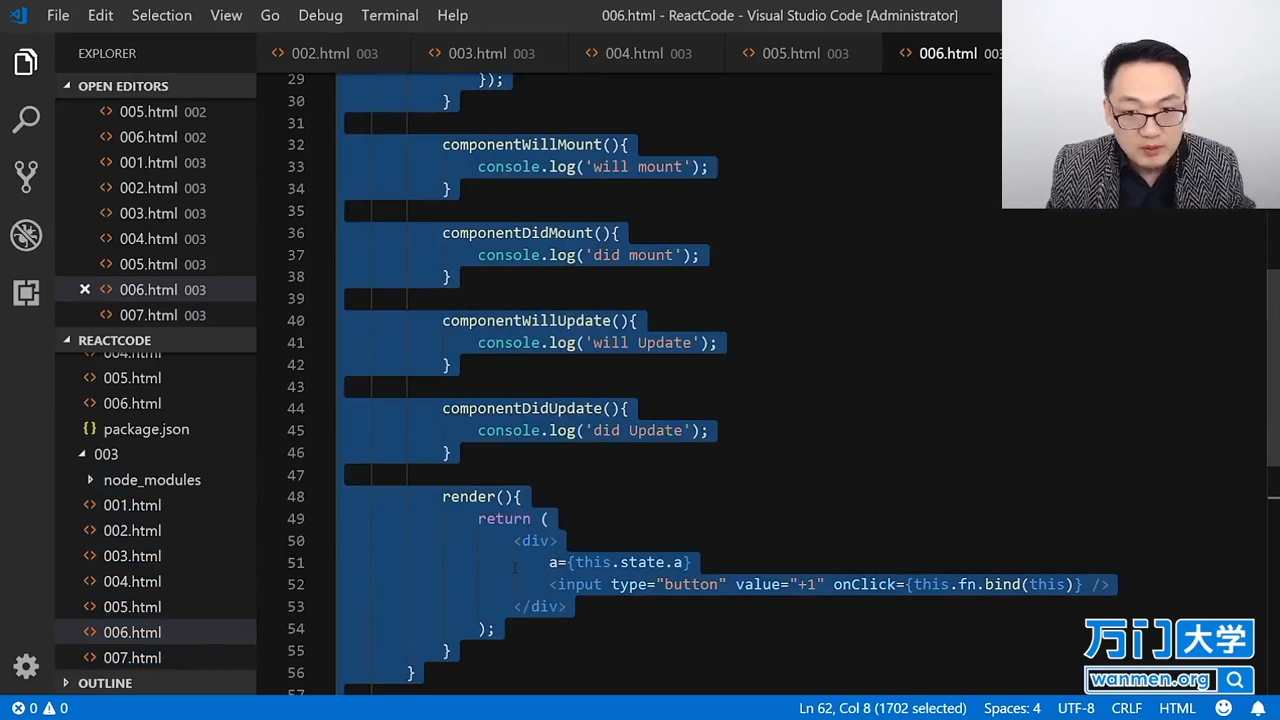 File Edit Selection View Go Debug Terminal Help
006.html - ReactCode - Visual Studio Code [Administrator]
EXPLORER
002.html 003
003.html 003
004.html 003
005.html 003
006.html 003
OPEN EDITORS
005.html 002
006.html 002
001.html 003
002.html 003
003.html 003
004.html 003
005.html 003
006.html 003
007.html 003
REACTCODE
004.html
005.html
006.html
package.json
003
node_modules
001.html
002.html
003.html
004.html
005.html
006.html
007.html
OUTLINE
29 });
30 }
31
32 componentWillMount(){
33 console.log('will mount');
34 }
35
36 componentDidMount(){
37 console.log('did mount');
38 }
39
40 componentWillUpdate(){
41 console.log('will Update');
42 }
43
44 componentDidUpdate(){
45 console.log('did Update');
46 }
47
48 render(){
49 return (
50 <div>
51 a={this.state.a}
52 <input type="button" value="+1" onClick={this.fn.bind(this)} />
53 </div>
54 );
55 }
56 }
57
万门大学
wanmen.org
0 0
Ln 62, Col 8 (1702 selected) Spaces: 4 UTF-8 CRLF HTML